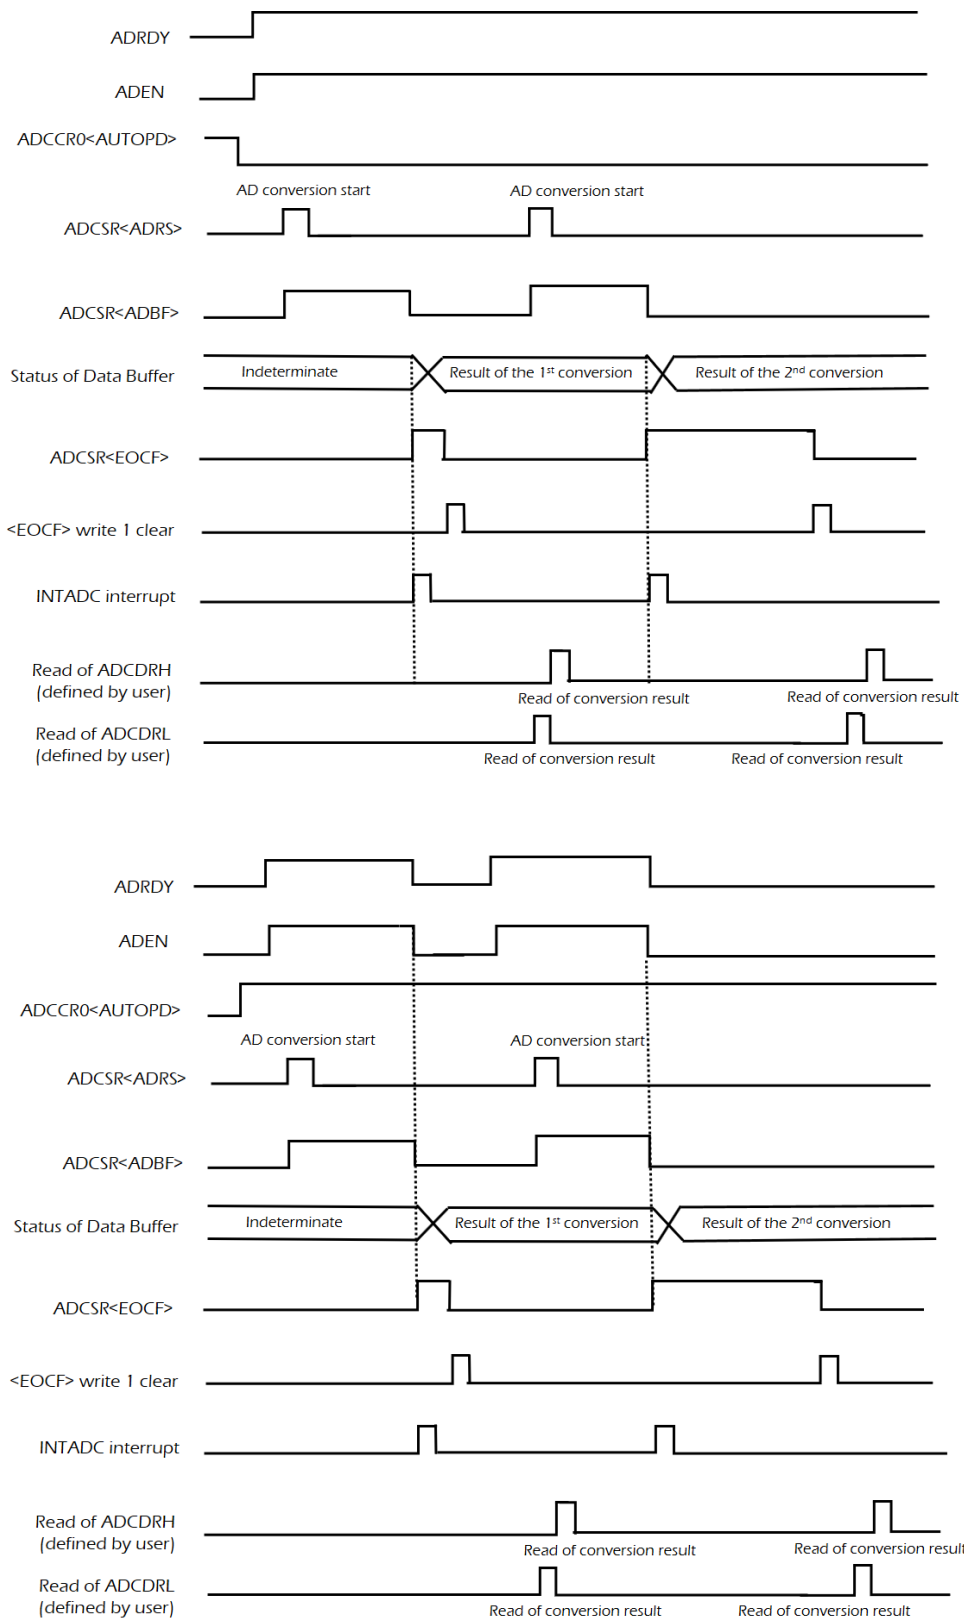 ADRDY
ADEN
ADCCR0<AUTOPD>
AD conversion start AD conversion start
ADCSR<ADRS>
ADCSR<ADBF>
Status of Data Buffer Indeterminate Result of the 1st conversion Result of the 2nd conversion
ADCSR<EOCF>
<EOCF> write 1 clear
INTADC interrupt
Read of ADCDRH
(defined by user)
Read of conversion result Read of conversion result
Read of ADCDRL
(defined by user)
Read of conversion result Read of conversion result
ADRDY
ADEN
ADCCR0<AUTOPD>
AD conversion start AD conversion start
ADCSR<ADRS>
ADCSR<ADBF>
Status of Data Buffer Indeterminate Result of the 1st conversion Result of the 2nd conversion
ADCSR<EOCF>
<EOCF> write 1 clear
INTADC interrupt
Read of ADCDRH
(defined by user)
Read of conversion result Read of conversion result
Read of ADCDRL
(defined by user)
Read of conversion result Read of conversion result